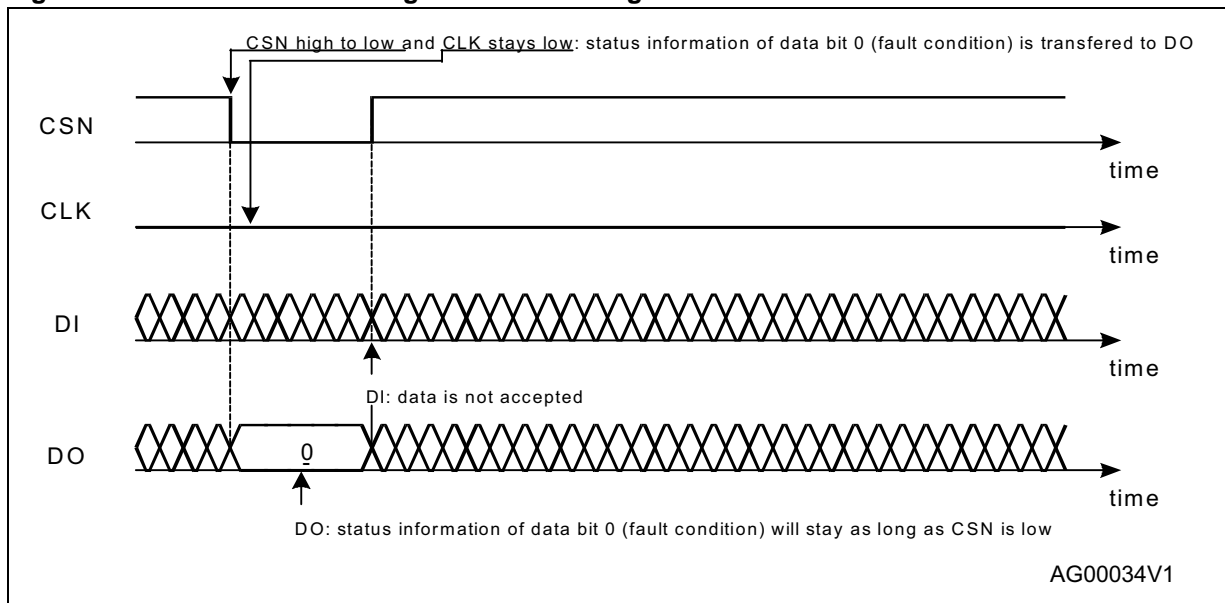 CSN high to low and CLK stays low: status information of data bit 0 (fault condition) is transfered to DO
CSN
time
CLK
time
DI
time
DI: data is not accepted
DO
0
time
DO: status information of data bit 0 (fault condition) will stay as long as CSN is low
AG00034V1